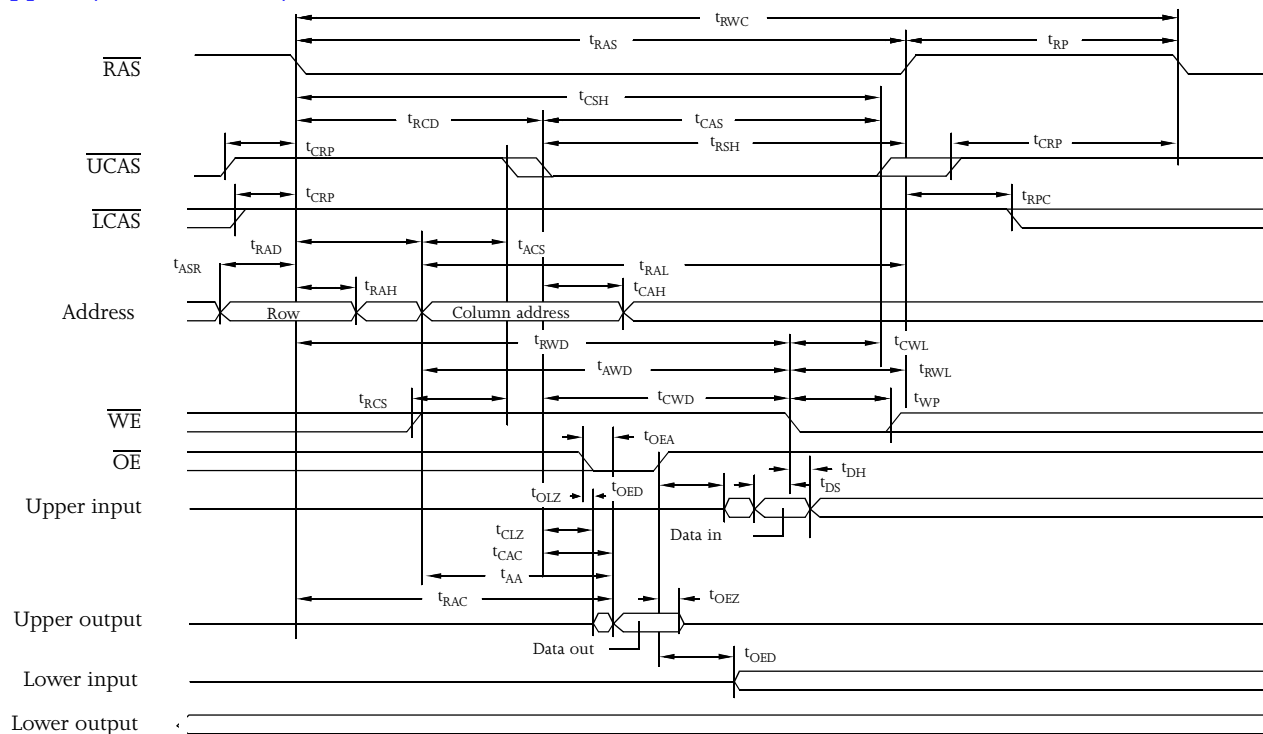 tRWC
tRAS tRP
RAS
tCSH
tRCD tCAS
tCRP tRSH tCRP
UCAS
tCRP tRPC
LCAS
tRAD tACS
tASR tRAL
tRAH tCAH
Address Row Column address
tRWD tCWL
tAWD tRWL
tRCS tCWD tWP
WE
tOEA
OE
tDH
tOLZ tOED tDS
Upper input
tCLZ Data in
tCAC
tAA
tRAC tOEZ
Upper output
Data out tOED
Lower input
Lower output